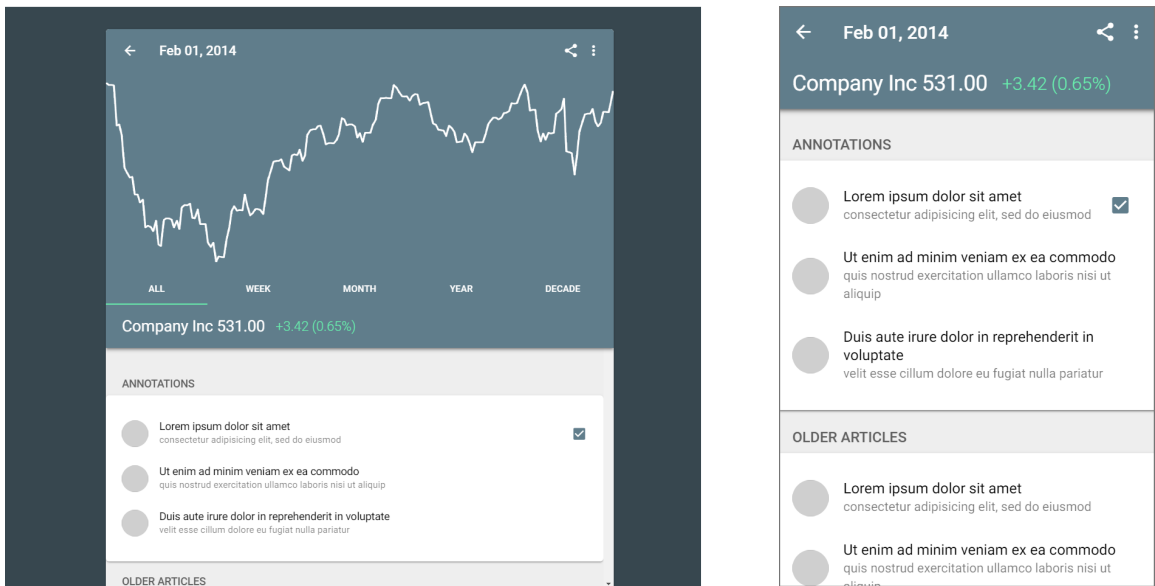 Feb 01, 2014
ALL WEEK MONTH YEAR DECADE
Company Inc 531.00 +3.42 (0.65%)
ANNOTATIONS
Lorem ipsum dolor sit amet
consectetur adipisicing elit, sed do eiusmod
Ut enim ad minim veniam ex ea commodo
quis nostrud exercitation ullamco laboris nisi ut aliquip
Duis aute irure dolor in reprehenderit in voluptate
velit esse cillum dolore eu fugiat nulla pariatur
OLDER ARTICLES
Feb 01, 2014
Company Inc 531.00 +3.42 (0.65%)
ANNOTATIONS
Lorem ipsum dolor sit amet
consectetur adipisicing elit, sed do eiusmod
Ut enim ad minim veniam ex ea commodo
quis nostrud exercitation ullamco laboris nisi ut
aliquip
Duis aute irure dolor in reprehenderit in
voluptate
velit esse cillum dolore eu fugiat nulla pariatur
OLDER ARTICLES
Lorem ipsum dolor sit amet
consectetur adipisicing elit, sed do eiusmod
Ut enim ad minim veniam ex ea commodo
quis nostrud exercitation ullamco laboris nisi ut
aliquip